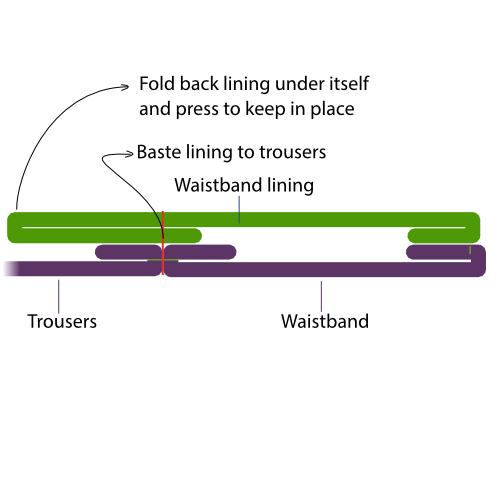 Fold back lining under itself
and press to keep in place
Baste lining to trousers
Waistband lining
Trousers
Waistband